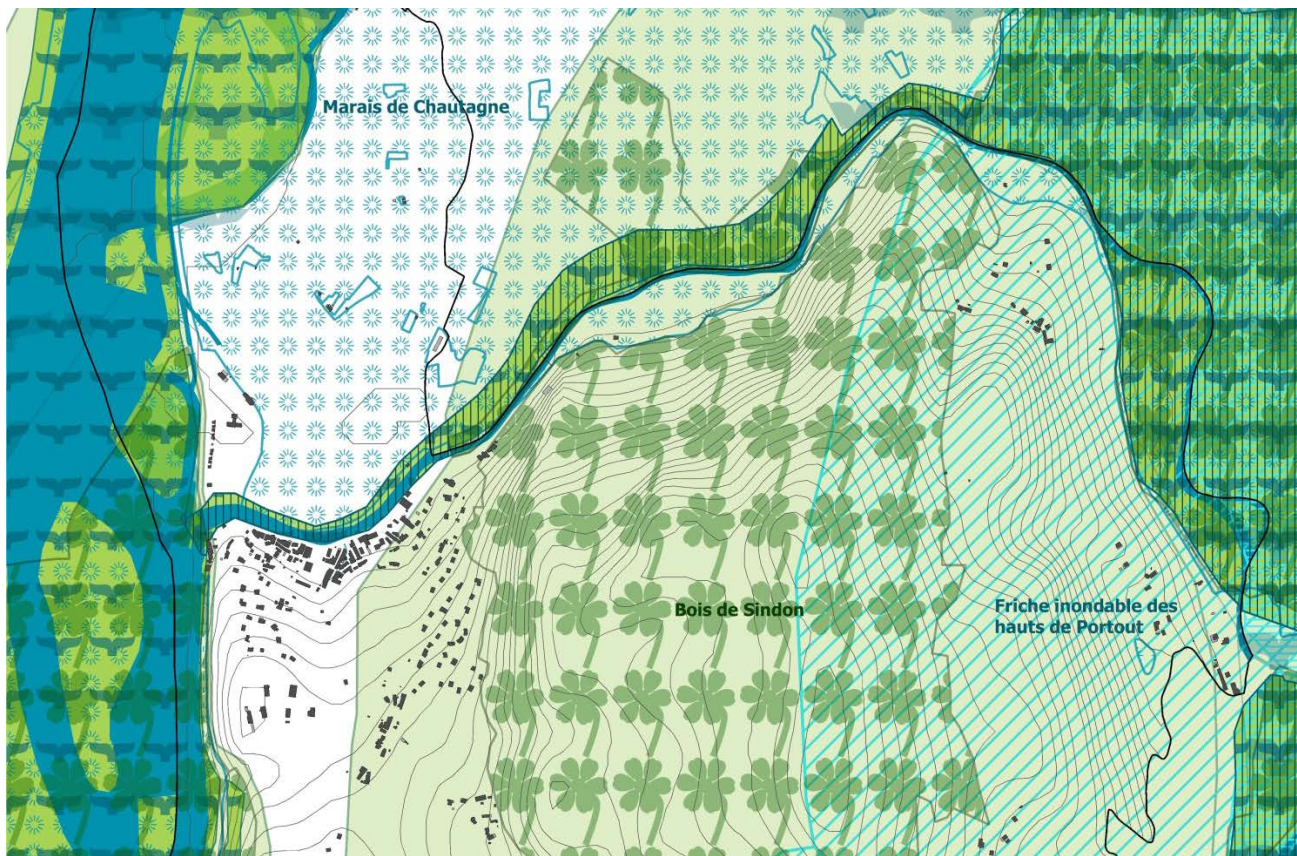 Marais de Chautagne
Bois de Sindon
Friche inondable des
hauts de Portout